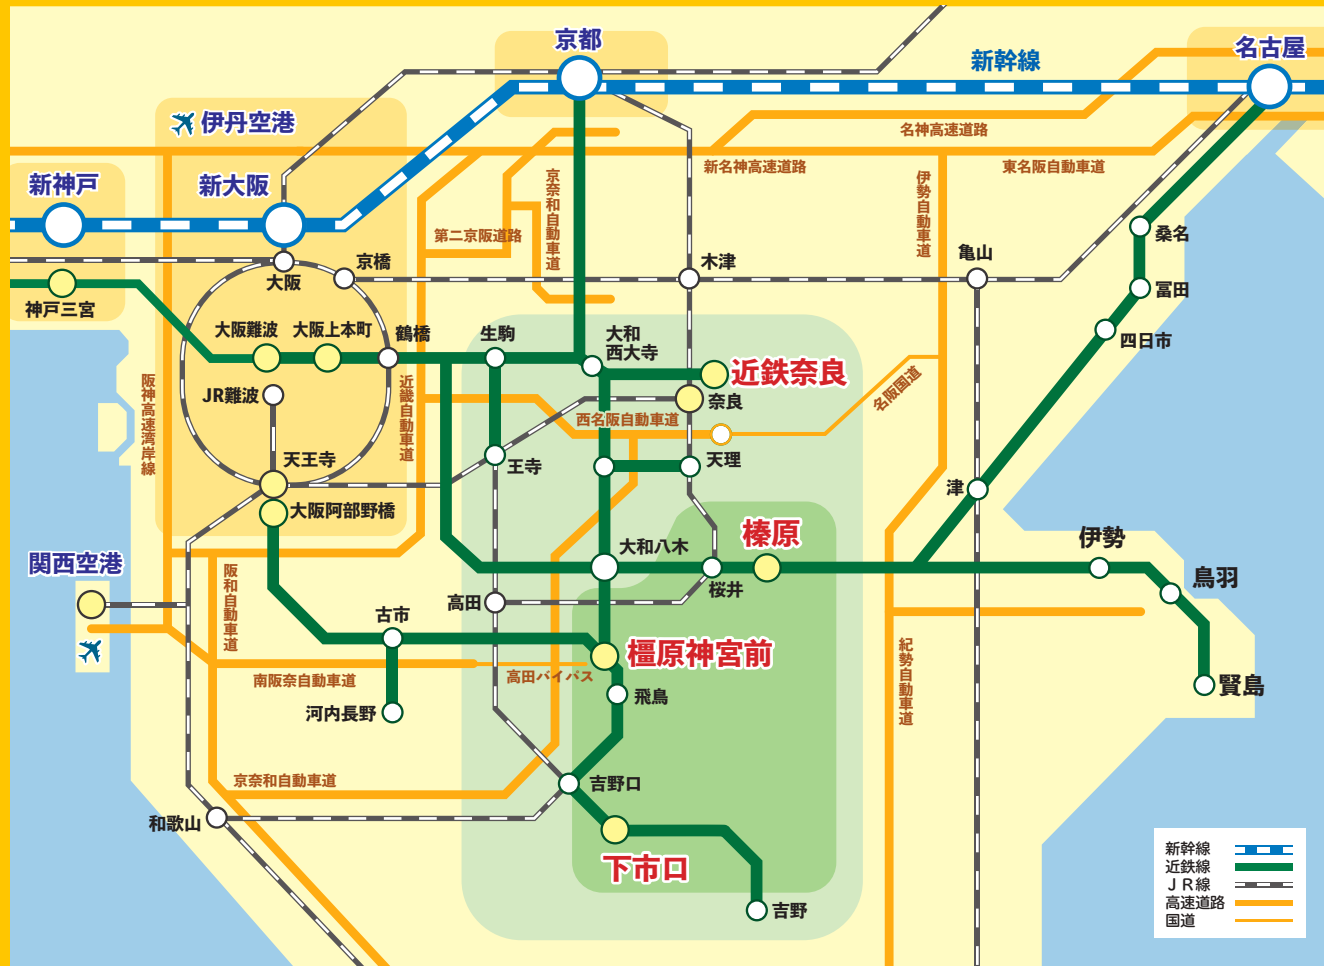 京都
新幹線
名古屋
伊丹空港
名神高速道路
新名神高速道路
東名阪自動車道
新神戸
新大阪
京奈和自動車道
伊勢自動車道
第二京阪道路
桑名
亀山
木津
京橋
大阪
冨田
神戸三宮
大阪難波
大阪上本町
鶴橋
生駒
大和
西大寺
四日市
近鉄奈良
阪神高速湾岸線
近畿自動車道
JR難波
奈良
名阪国道
西名阪自動車道
天王寺
王寺
天理
津
大阪阿部野橋
榛原
伊勢
大和八木
関西空港
阪和自動車道
桜井
鳥羽
高田
古市
橿原神宮前
紀勢自動車道
南阪奈自動車道
高田バイパス
賢島
飛鳥
河内長野
京奈和自動車道
吉野口
和歌山
下市口
吉野
新幹線
近鉄線
ＪＲ線
高速道路
国道